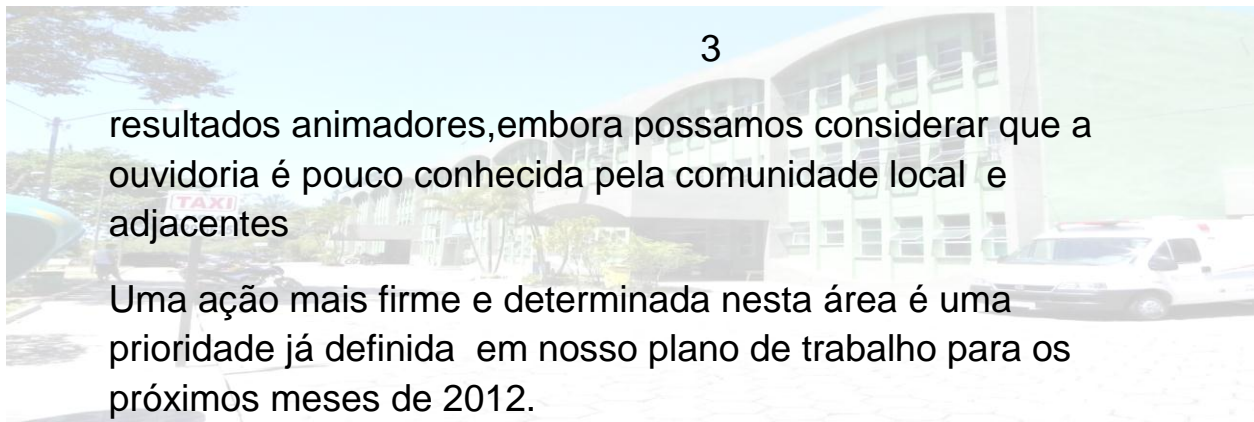 3
resultados animadores,embora possamos considerar que a
ouvidoria é pouco conhecida pela comunidade local  e
adjacentes
TAXI
Uma ação mais firme e determinada nesta área é uma
prioridade já definida  em nosso plano de trabalho para os
próximos meses de 2012.